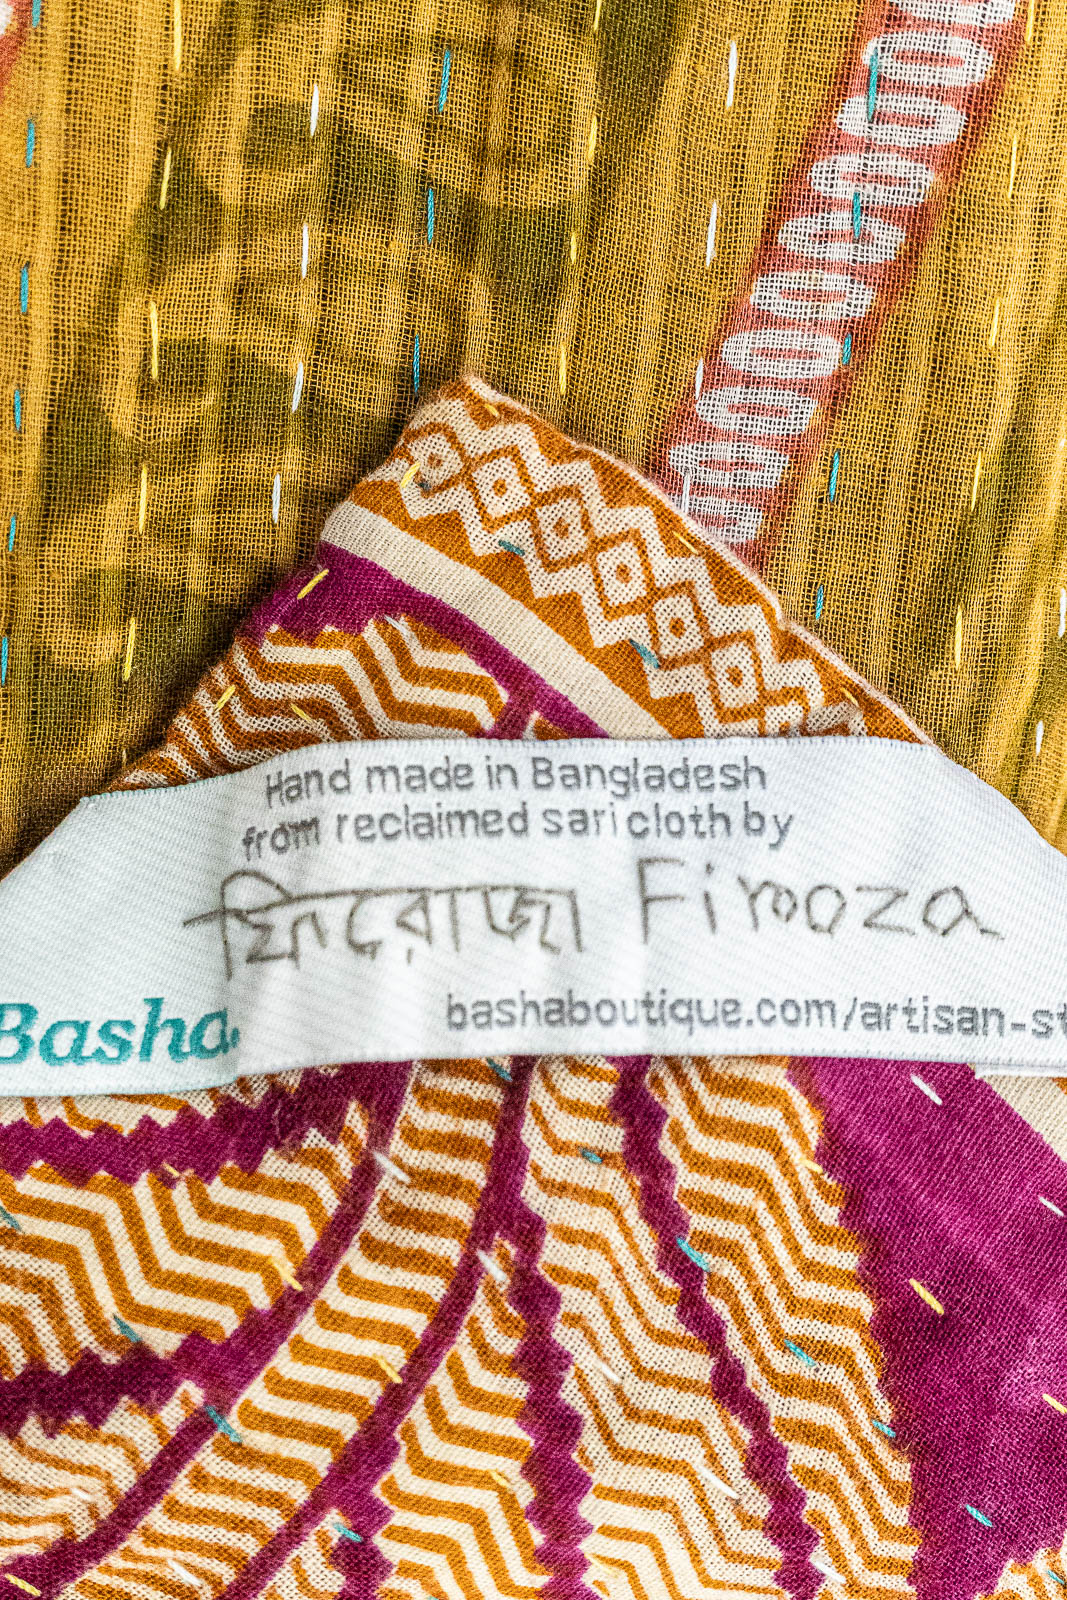 Hand made in Bangladesh
from reclaimed sari cloth by
ফিরোজা Firoza
Basha.
bashaboutique.com/artisan-st